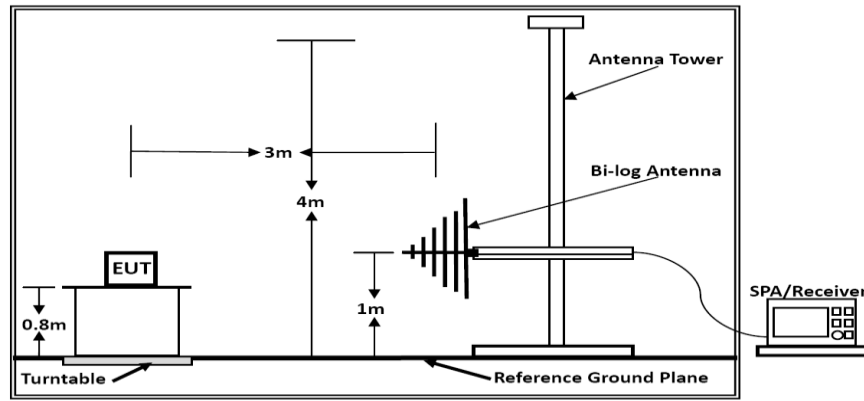 Antenna Tower
3m
Bi-log Antenna
4m
EUT
SPA/Receiver
0.8m
1m
Turntable
Reference Ground Plane